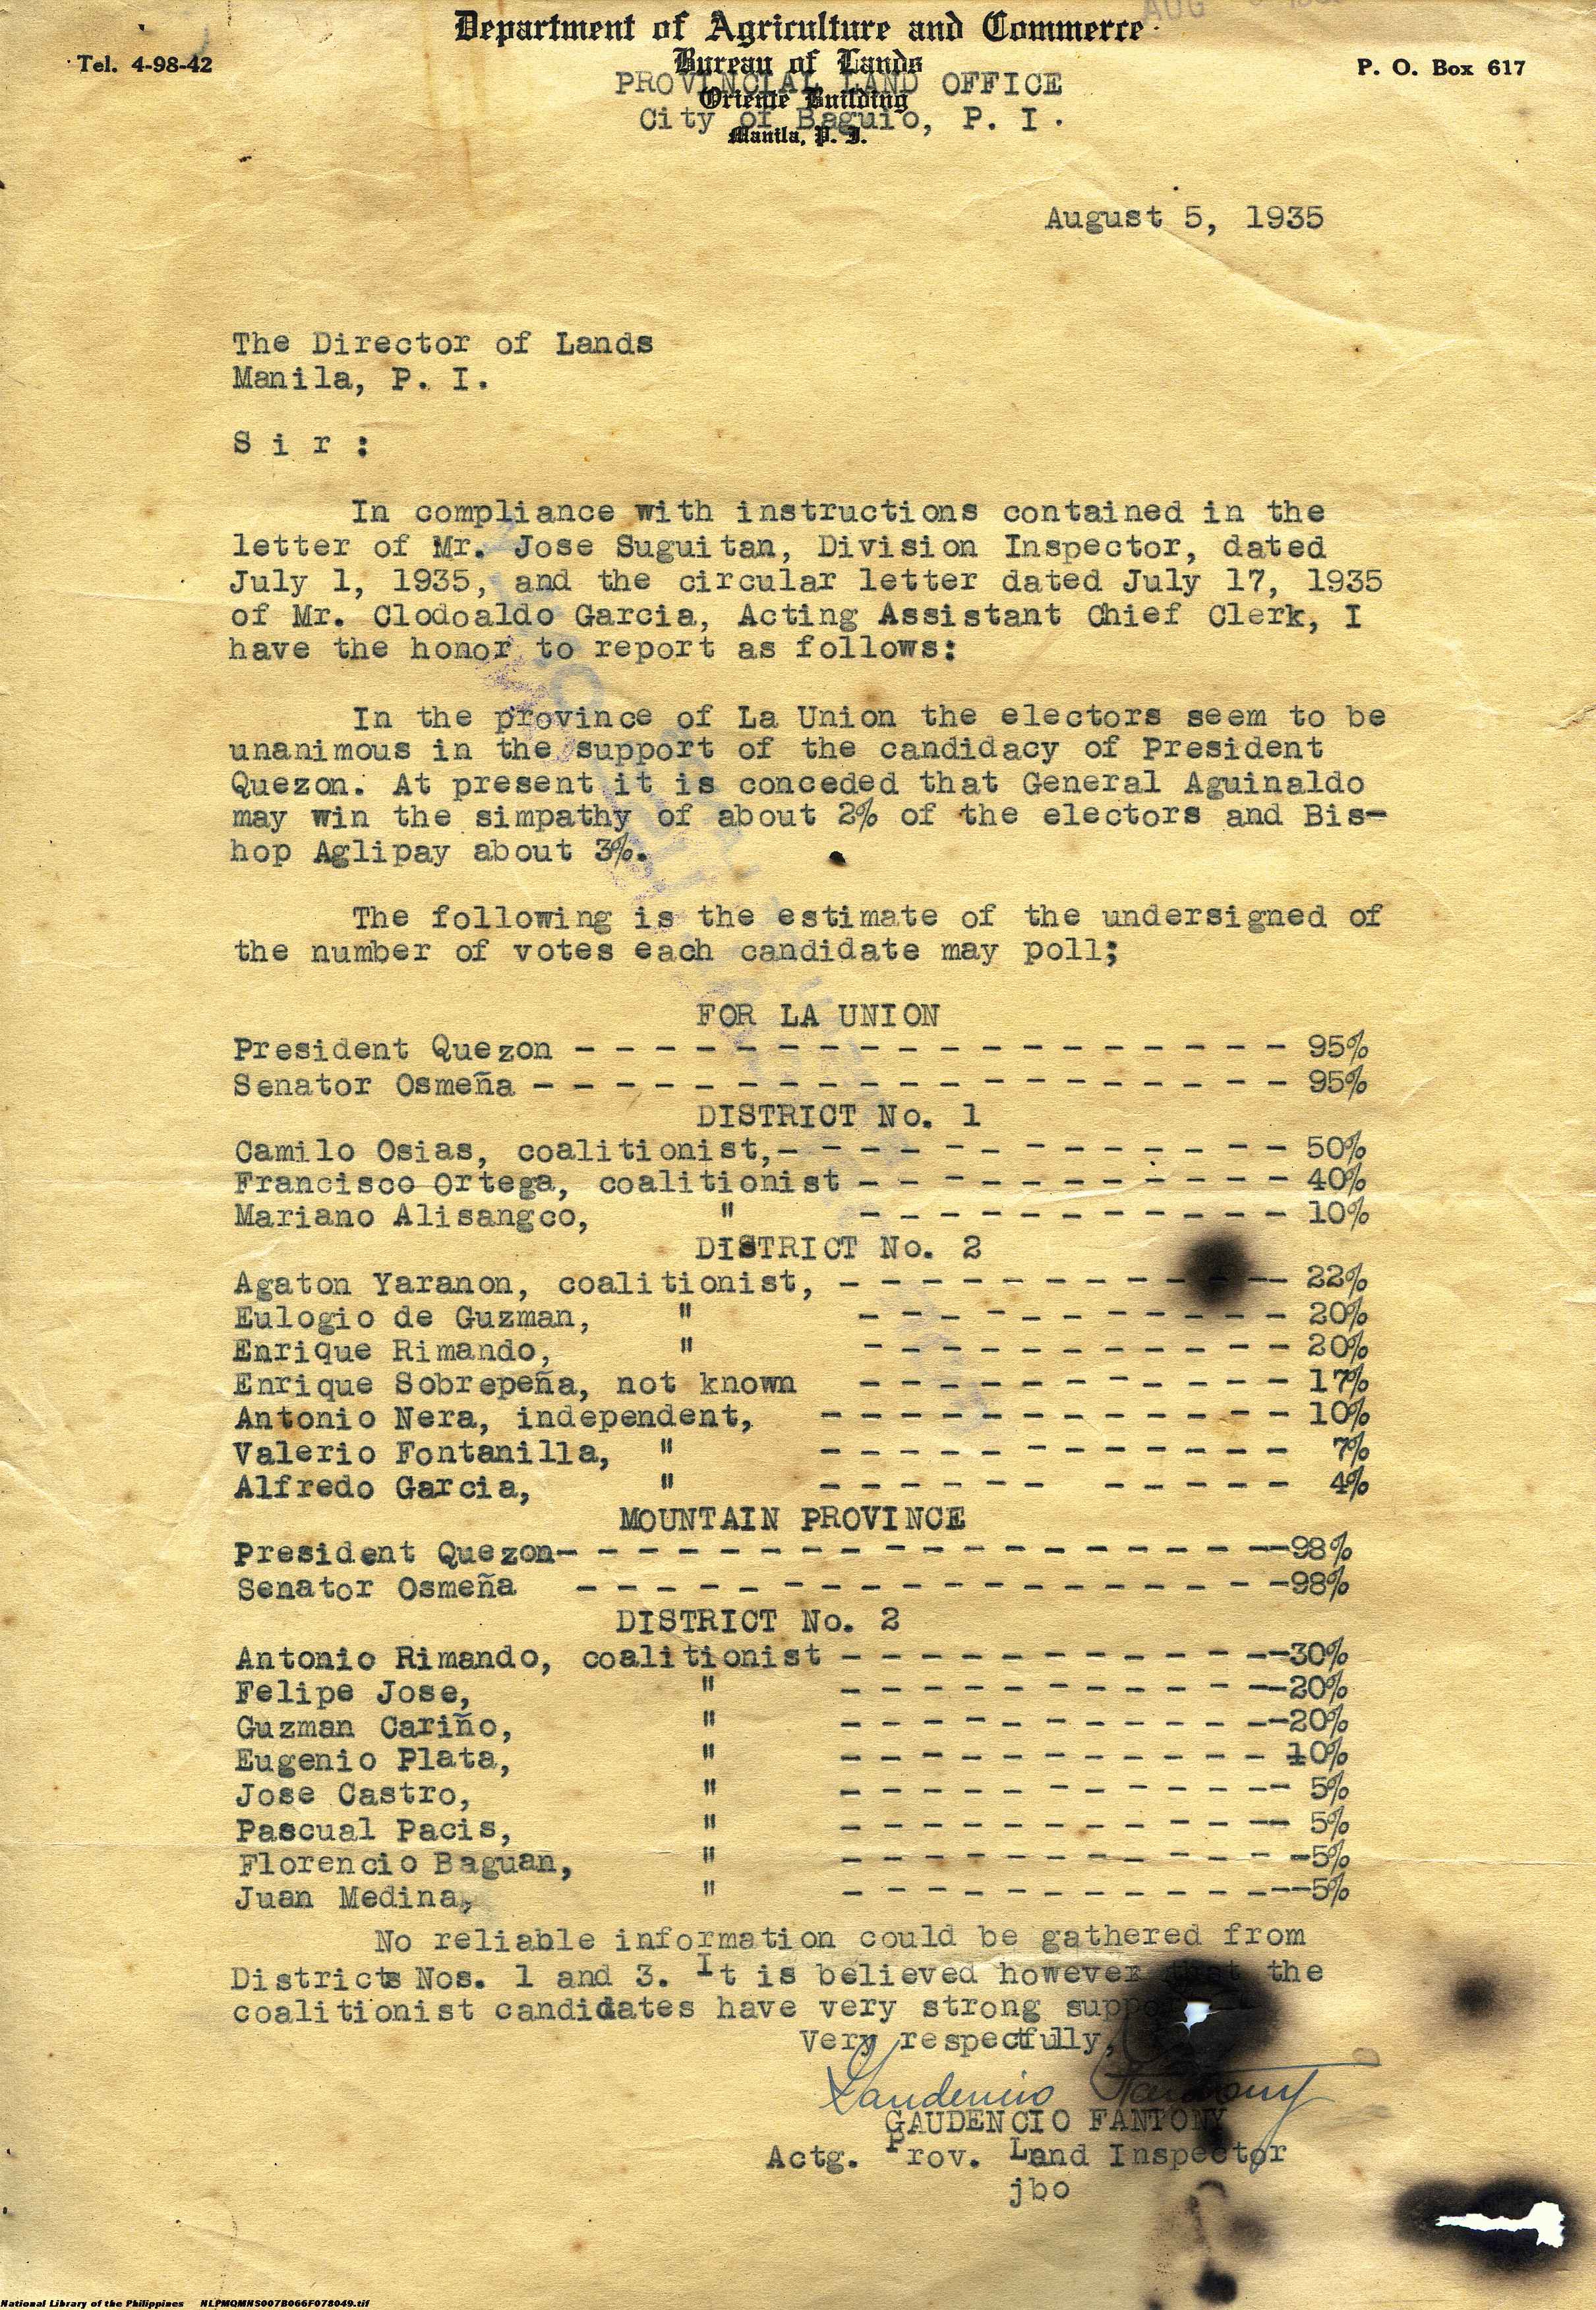 Department of Agriculture and Commerce
Tel. 4-98-42
Bureau of Lands
P. O. Box 617
PROVINCIAL LAND OFFICE
Oriente Building
City of Baguio, P. I.
Manila, P. I.
August 5, 1935
The Director of Lands
Manila, P. I.
S i r :
In compliance with instructions contained in the
letter of Mr. Jose Suguitan, Division Inspector, dated
July 1, 1935, and the circular letter dated July 17, 1935
of Mr. Clodoaldo Garcia, Acting Assistant Chief Clerk, I
have the honor to report as follows:
In the province of La Union the electors seem to be
unanimous in the support of the candidacy of President
Quezon. At present it is conceded that General Aguinaldo
may win the simpathy of about 2% of the electors and Bis-
hop Aglipay about 3%.
The following is the estimate of the undersigned of
the number of votes each candidate may poll;
FOR LA UNION
President Quezon - - - - - - - - - - - - - - - - - - 95%
Senator Osmeña - - - - - - - - - - - - - - - - - - - 95%
DISTRICT No. 1
Camilo Osias, coalitionist,- - - - - - - - - - - - 50%
Francisco Ortega, coalitionist - - - - - - - - - - - 40%
Mariano Alisangco, " - - - - - - - - - - - 10%
DISTRICT No. 2
Agaton Yaranon, coalitionist, - - - - - - - - - - -- 22%
Eulogio de Guzman, " - - - - - - - - - - 20%
Enrique Rimando, " - - - - - - - - - - - 20%
Enrique Sobrepeña, not known - - - - - - - - - - - 17%
Antonio Nera, independent, - - - - - - - - - - - - 10%
Valerio Fontanilla, " - - - - - - - - - - - - 7%
Alfredo Garcia, " - - - - - - - - - - 4%
MOUNTAIN PROVINCE
President Quezon- - - - - - - - - - - - - - - - - - --98%
Senator Osmeña - - - - - - - - - - - - - - - - - -98%
DISTRICT No. 2
Antonio Rimando, coalitionist - - - - - - - - - - --30%
Felipe Jose, " - - - - - - - - - - --20%
Guzman Cariño, " - - - - - - - - - - --20%
Eugenio Plata, " - - - - - - - - - - - 10%
Jose Castro, " - - - - - - - - - - -- 5%
Pascual Pacis, " - - - - - - - - - - -- 5%
Florencio Baguan, " - - - - - - - - - - - -5%
Juan Medina, " - - - - - - - - - - ---5%
No reliable information could be gathered from
Districts Nos. 1 and 3. It is believed however that the
coalitionist candidates have very strong
Very respectfully,
Gaudencio Fantony
GAUDENCIO FANTONY
Actg. Prov. Land Inspector
jbo
National Library of the Philippines NLPMQMNS007B066F078049.tif